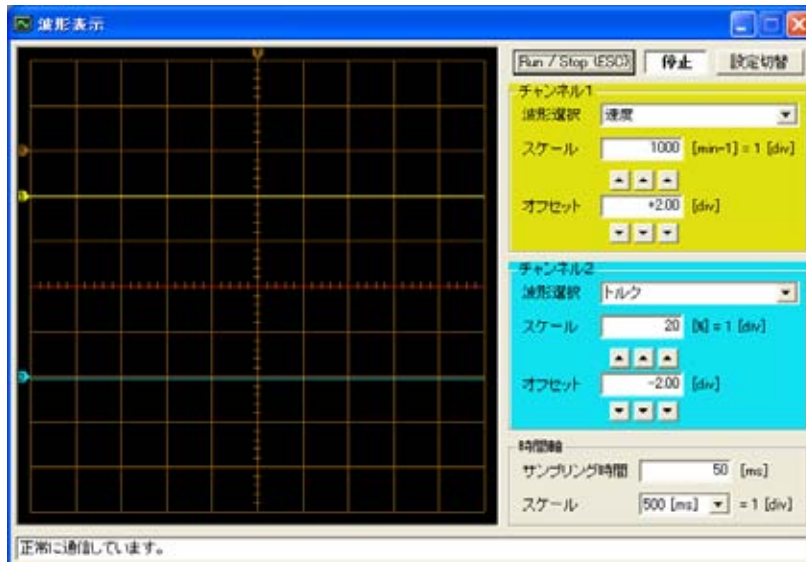 波形表示
Run / Stop (ESC) 停止 設定切替
チャンネル1
波形選択 速度
スケール 1000 [min-1] = 1 [div]
オフセット +2.00 [div]
チャンネル2
波形選択 トルク
スケール 20 [%] = 1 [div]
オフセット -2.00 [div]
時間軸
サンプリング時間 50 [ms]
スケール 500 [ms] = 1 [div]
正常に通信しています。